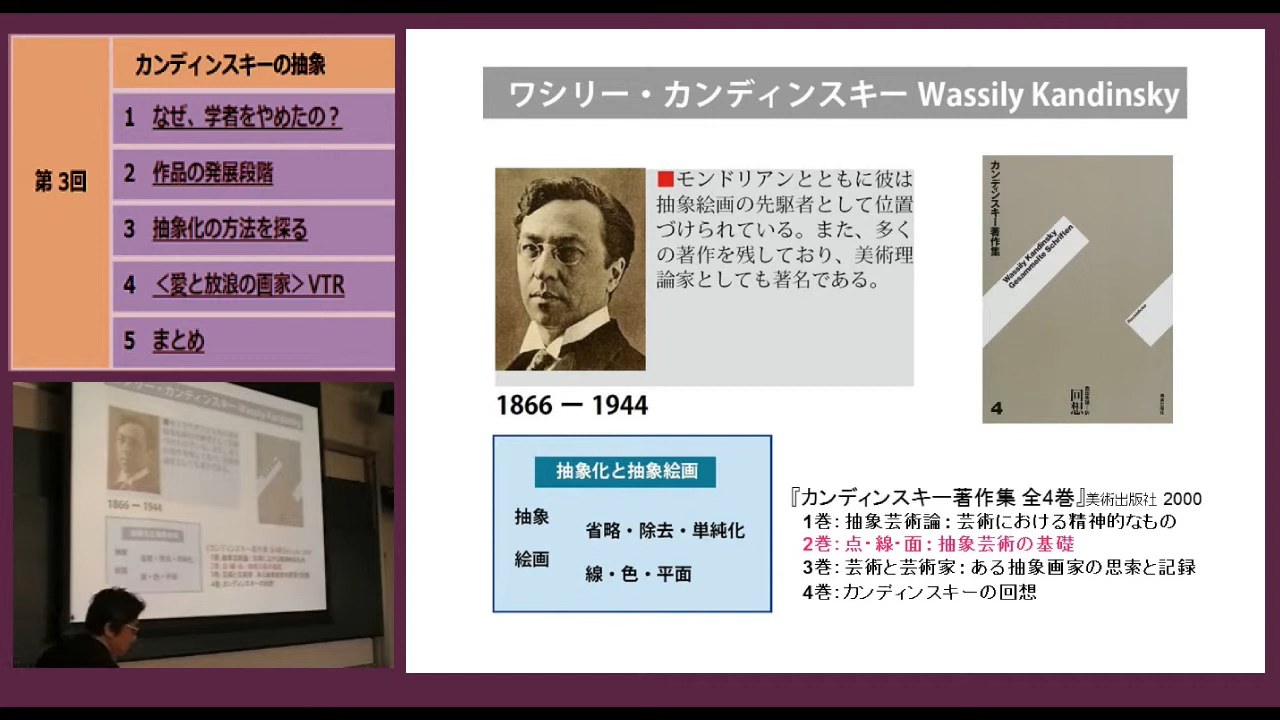 カンディンスキーの抽象
第 3回
1 なぜ、学者をやめたの？
2 作品の発展段階
3 抽象化の方法を探る
4 ＜愛と放浪の画家＞VTR
5 まとめ
ワシリー・カンディンスキー Wassily Kandinsky
■モンドリアンとともに彼は
抽象絵画の先駆者として位置
づけられている。また、多く
の著作を残しており、美術理
論家としても著名である。
1866 ー 1944
カンディンスキー著作集
Wassily Kandinsky
Gesammelte Schriften
4
回想
抽象化と抽象絵画
抽象
省略・除去・単純化
絵画
線・色・平面
『カンディンスキー著作集 全4巻』美術出版社 2000
1巻：抽象芸術論：芸術における精神的なもの
2巻：点・線・面：抽象芸術の基礎
3巻：芸術と芸術家：ある抽象画家の思索と記録
4巻：カンディンスキーの回想